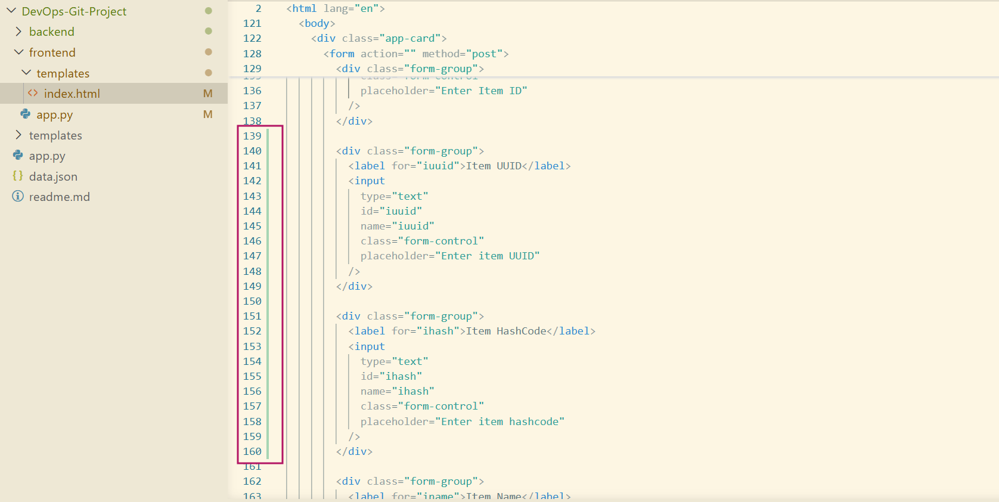 DevOps-Git-Project
backend
frontend
templates
index.html M
app.py M
templates
app.py
data.json
readme.md
2 <html lang="en">
121 <body>
122 <div class="app-card">
128 <form action="" method="post">
129 <div class="form-group">
135 class="form-control"
136 placeholder="Enter Item ID"
137 />
138 </div>
139
140 <div class="form-group">
141 <label for="iuuid">Item UUID</label>
142 <input
143 type="text"
144 id="iuuid"
145 name="iuuid"
146 class="form-control"
147 placeholder="Enter item UUID"
148 />
149 </div>
150
151 <div class="form-group">
152 <label for="ihash">Item HashCode</label>
153 <input
154 type="text"
155 id="ihash"
156 name="ihash"
157 class="form-control"
158 placeholder="Enter item hashcode"
159 />
160 </div>
161
162 <div class="form-group">
163 <label for="iname">Item Name</label>